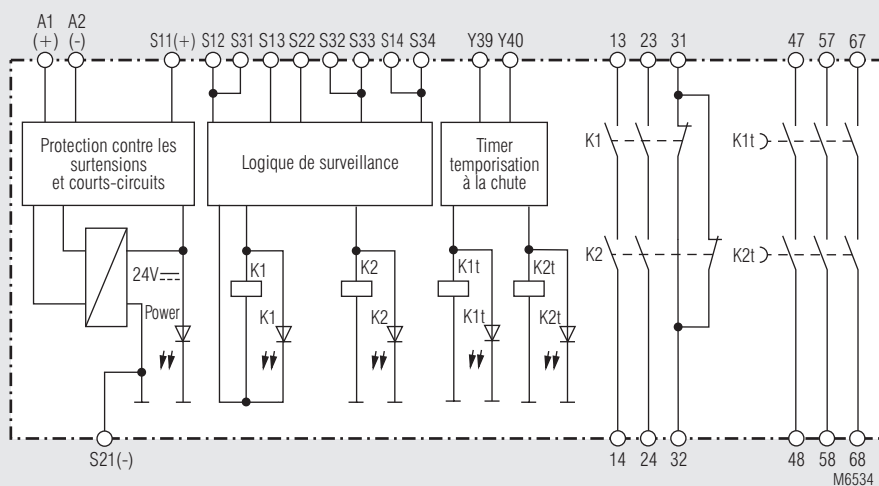 A1 A2
(+) (-) S11(+) S12 S31 S13 S22 S32 S33 S14 S34 Y39 Y40 13 23 31 47 57 67
Protection contre les
surtensions
et courts-circuits
Logique de surveillance
Timer
temporisation
à la chute
K1 K1t
24V
K1 K2 K1t K2t K2 K2t
Power K1 K2 K1t K2t
S21(-) 14 24 32 48 58 68
M6534